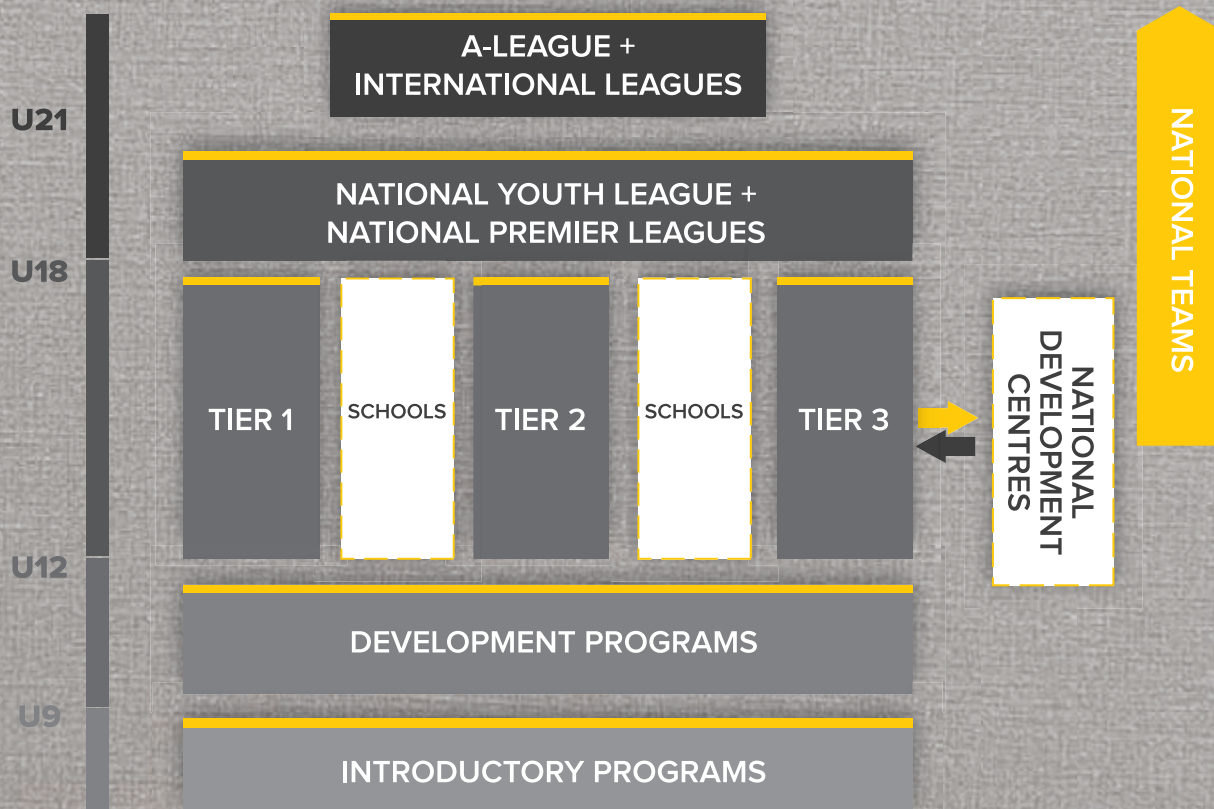 A-LEAGUE +
INTERNATIONAL LEAGUES
U21
NATIONAL YOUTH LEAGUE +
NATIONAL PREMIER LEAGUES
U18
TIER 1
SCHOOLS
TIER 2
SCHOOLS
TIER 3
NATIONAL
DEVELOPMENT
CENTRES
NATIONAL TEAMS
U12
DEVELOPMENT PROGRAMS
U9
INTRODUCTORY PROGRAMS